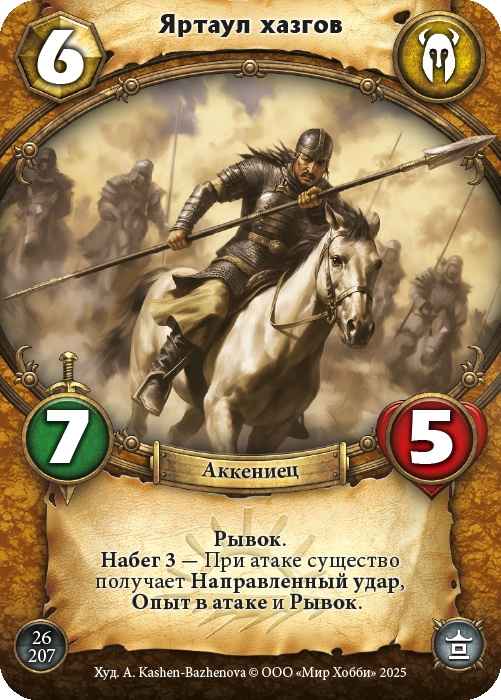 6
Яртаул хазгов
7
5
Аккениец
Рывок.
Набег 3 — При атаке существо
получает Направленный удар,
Опыт в атаке и Рывок.
26
207
Худ. A. Kashen-Bazhenova © ООО «Мир Хобби» 2025